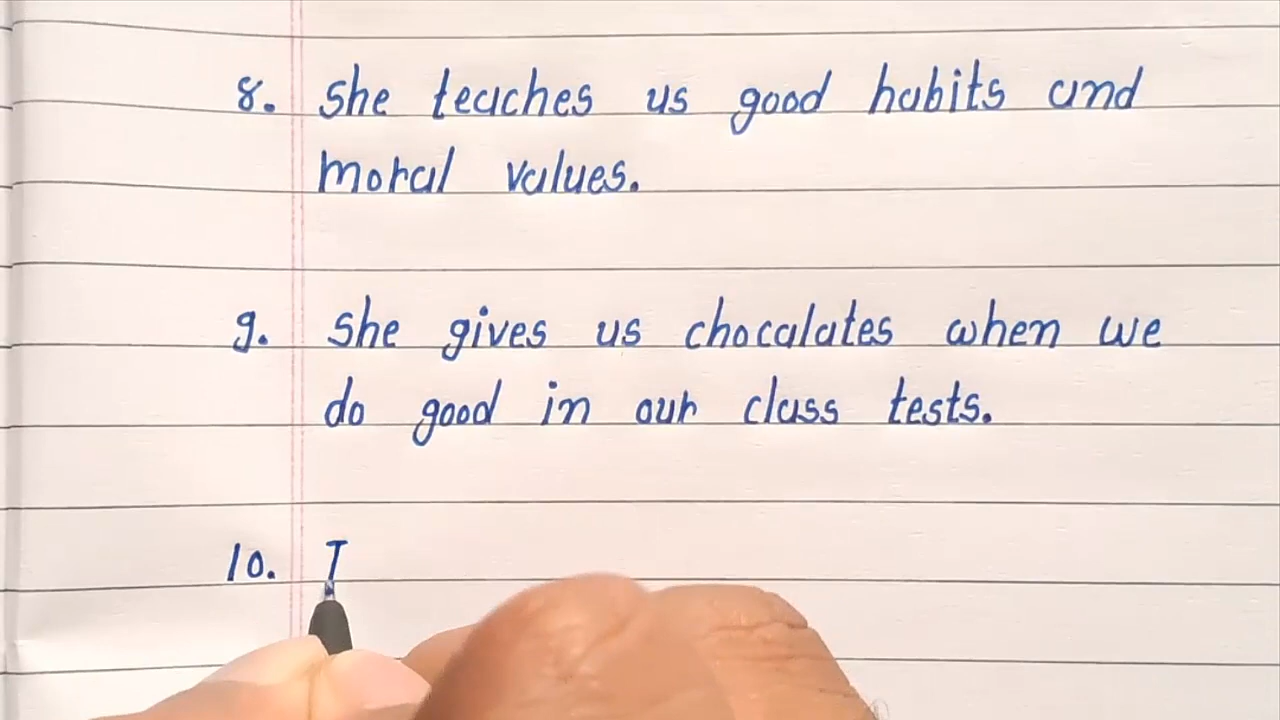 8. She teaches us good habits and
moral values.
9. She gives us chocalates when we
do good in our class tests.
10. I